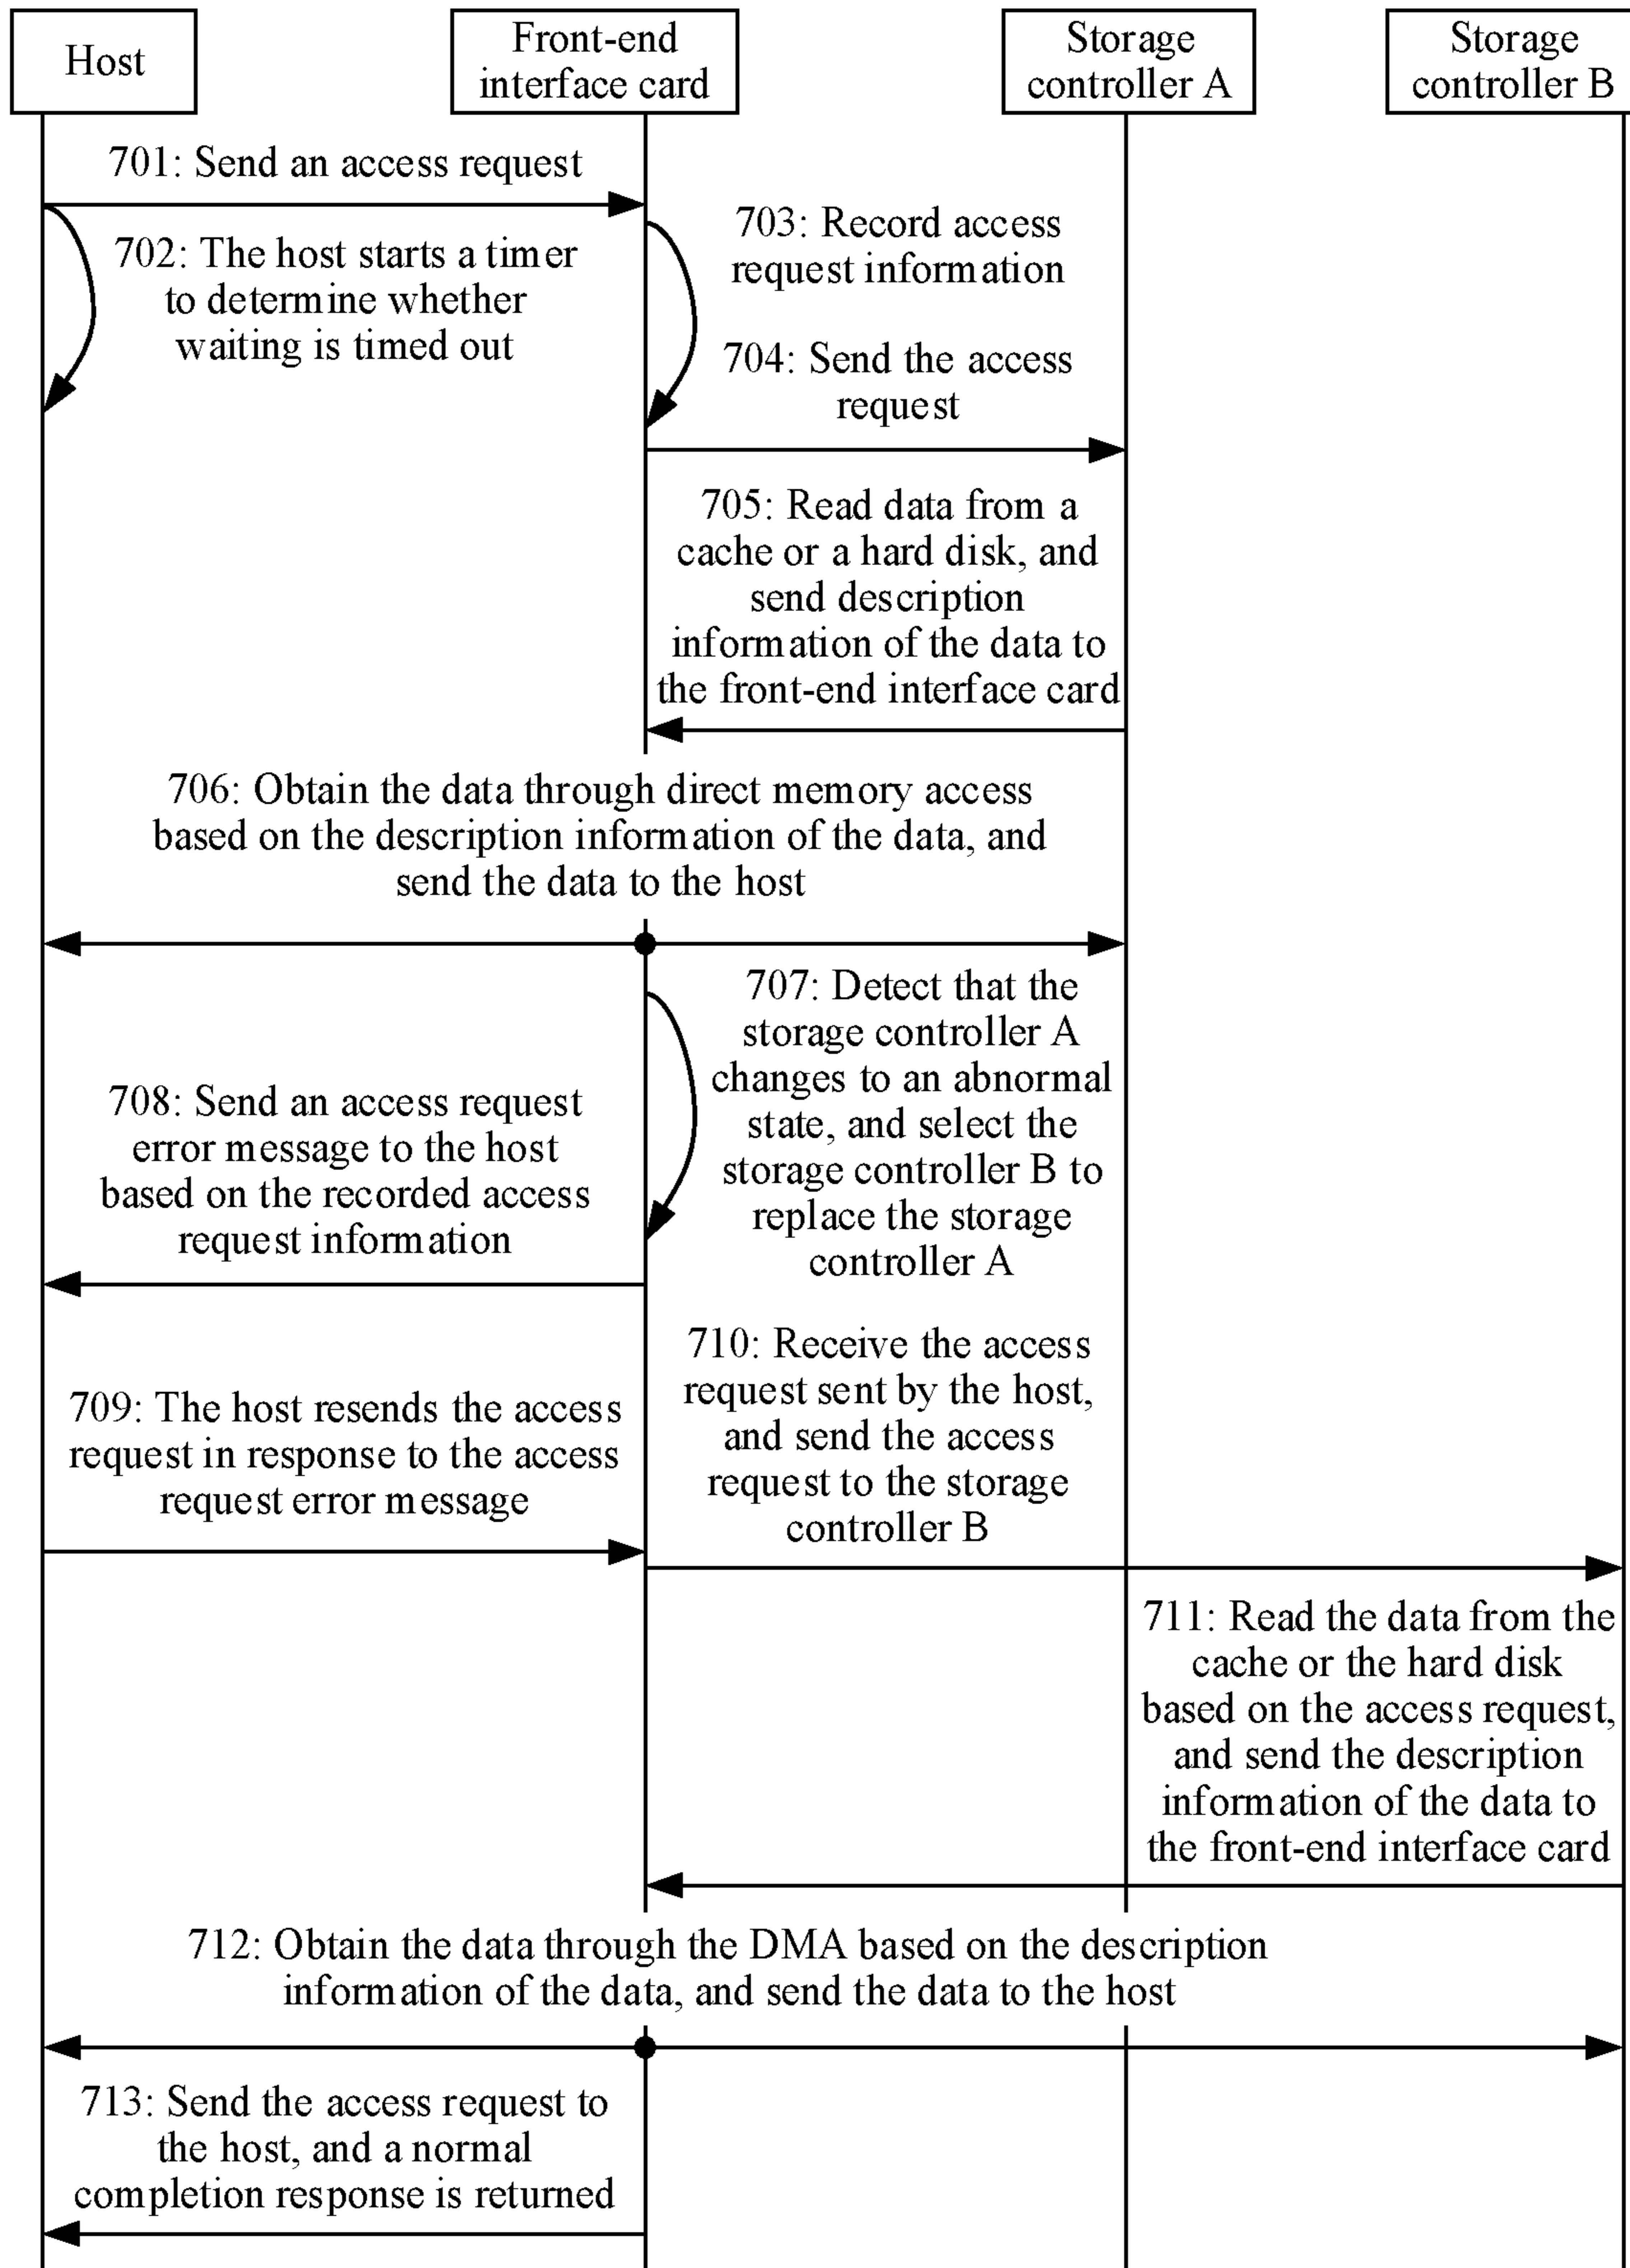 Host
Front-end
interface card
Storage
controller A
Storage
controller B
701: Send an access request
702: The host starts a timer
to determine whether
waiting is timed out
703: Record access
request information
704: Send the access
request
705: Read data from a
cache or a hard disk, and
send description
information of the data to
the front-end interface card
706: Obtain the data through direct memory access
based on the description information of the data, and
send the data to the host
707: Detect that the
storage controller A
changes to an abnormal
state, and select the
storage controller B to
replace the storage
controller A
708: Send an access request
error message to the host
based on the recorded access
request information
709: The host resends the access
request in response to the access
request error message
710: Receive the access
request sent by the host,
and send the access
request to the storage
controller B
711: Read the data from the
cache or the hard disk
based on the access request,
and send the description
information of the data to
the front-end interface card
712: Obtain the data through the DMA based on the description
information of the data, and send the data to the host
713: Send the access request to
the host, and a normal
completion response is returned